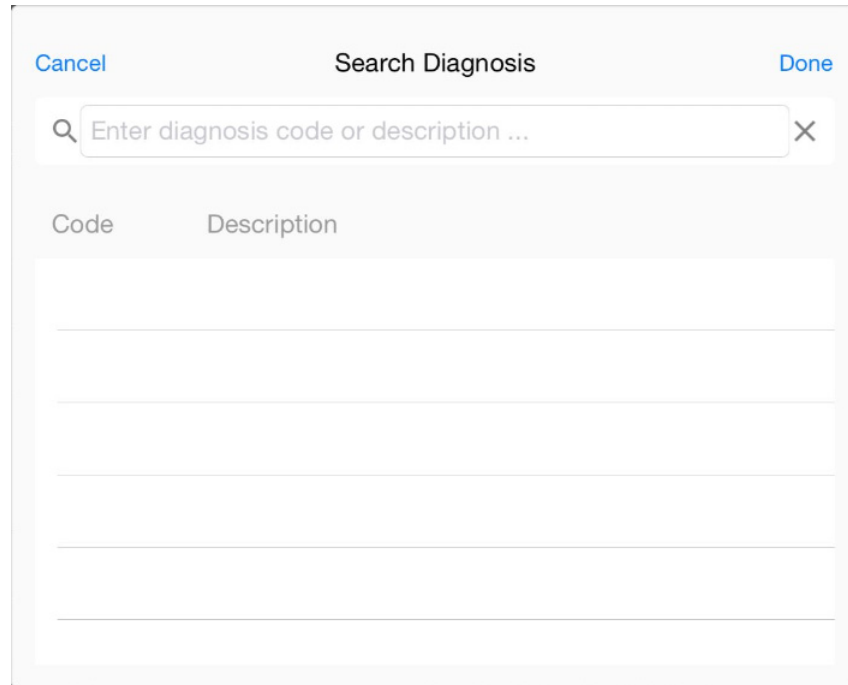 Cancel Search Diagnosis Done
Enter diagnosis code or description ...
Code Description